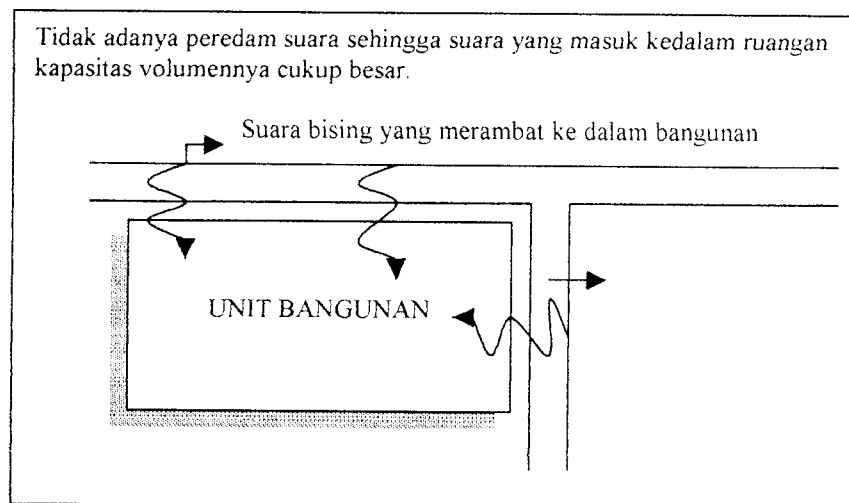 Tidak adanya peredam suara sehingga suara yang masuk kedalam ruangan
kapasitas volumennya cukup besar.
Suara bising yang merambat ke dalam bangunan
UNIT BANGUNAN